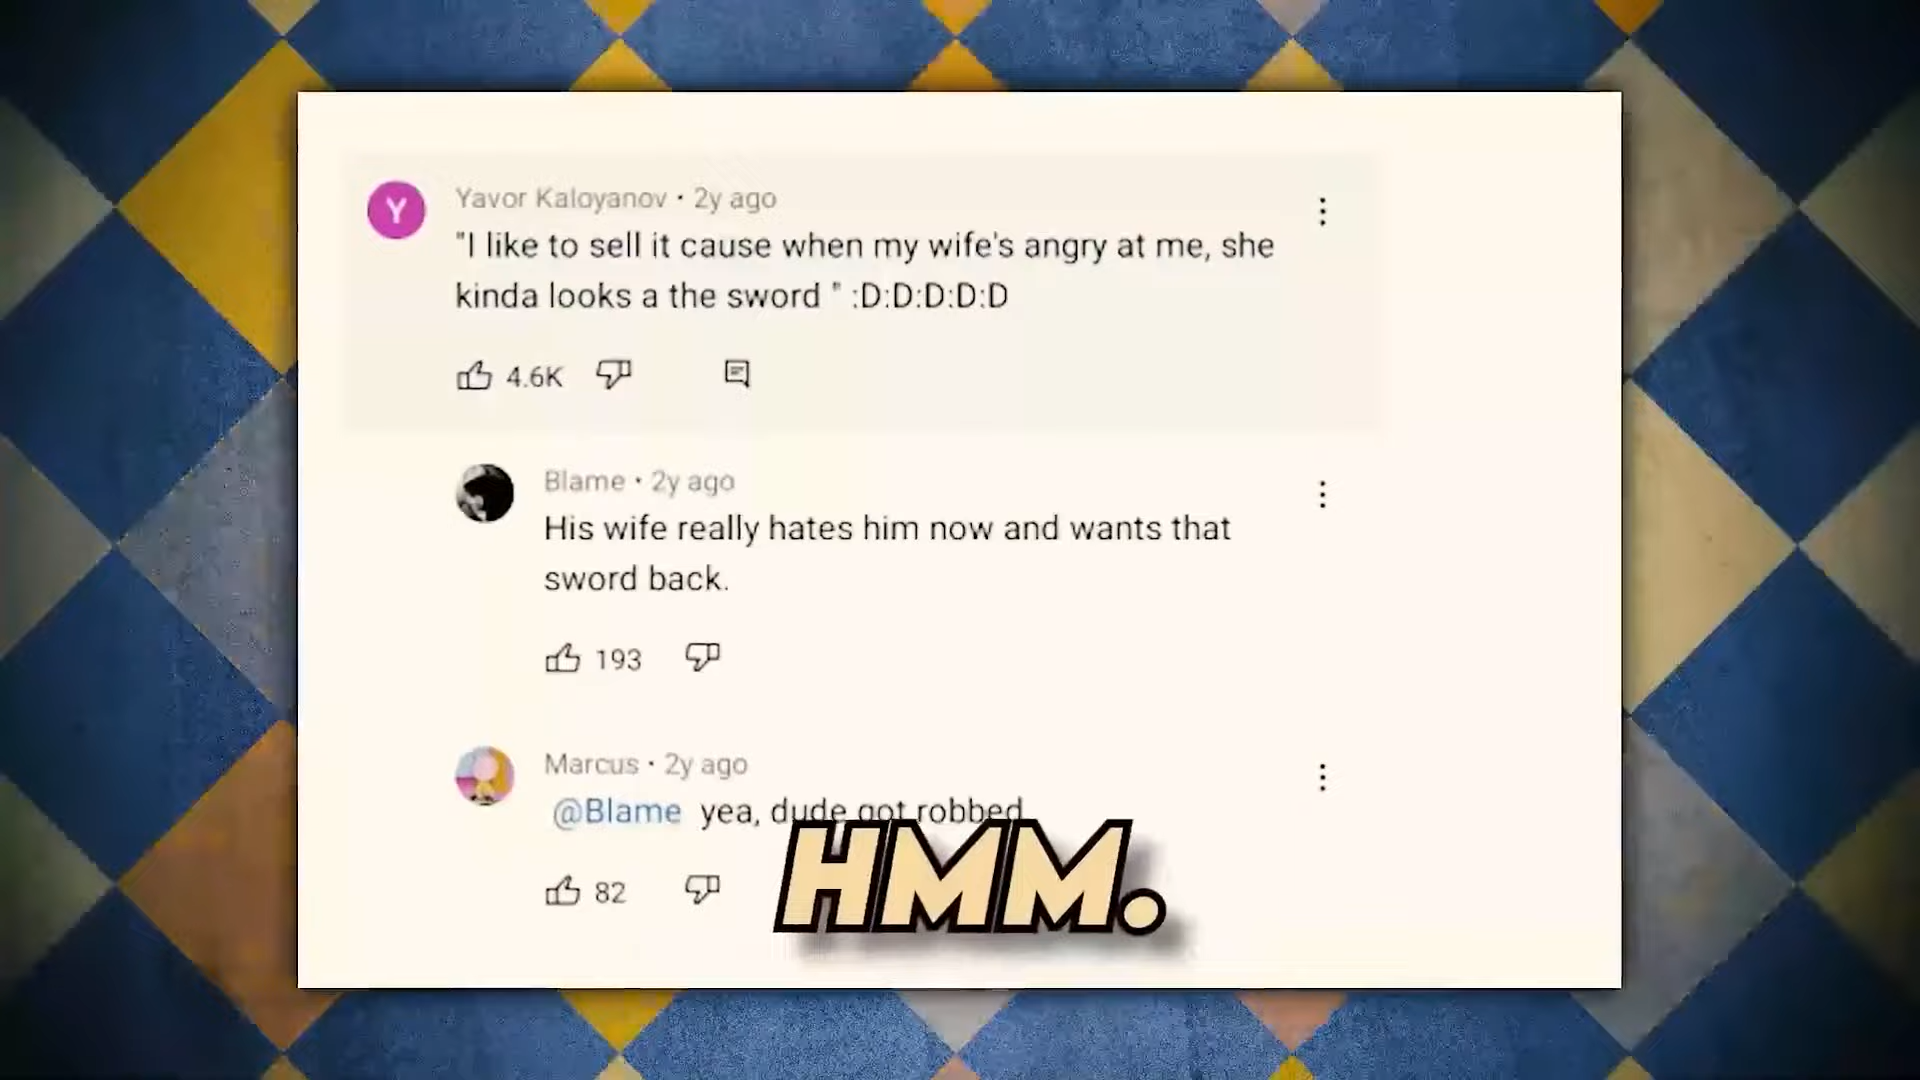 Y
Yavor Kaloyanov • 2y ago
"I like to sell it cause when my wife's angry at me, she
kinda looks a the sword " :D:D:D:D:D
4.6K
Blame • 2y ago
His wife really hates him now and wants that
sword back.
193
Marcus • 2y ago
@Blame yea, dude got robbed
82
HMM.